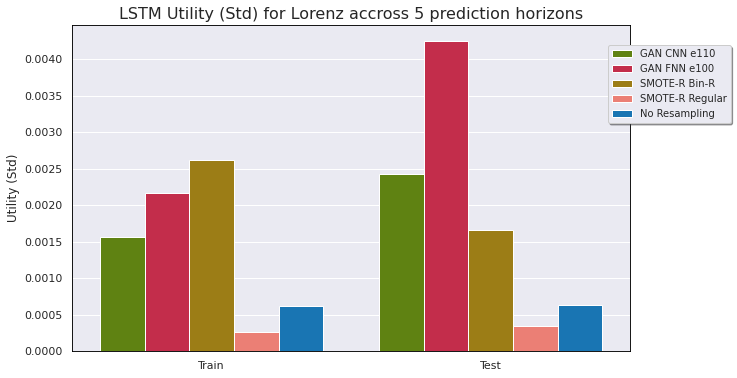 LSTM Utility (Std) for Lorenz accross 5 prediction horizons
Utility (Std)
0.0040
0.0035
0.0030
0.0025
0.0020
0.0015
0.0010
0.0005
0.0000
Train
Test
GAN CNN e110
GAN FNN e100
SMOTE-R Bin-R
SMOTE-R Regular
No Resampling